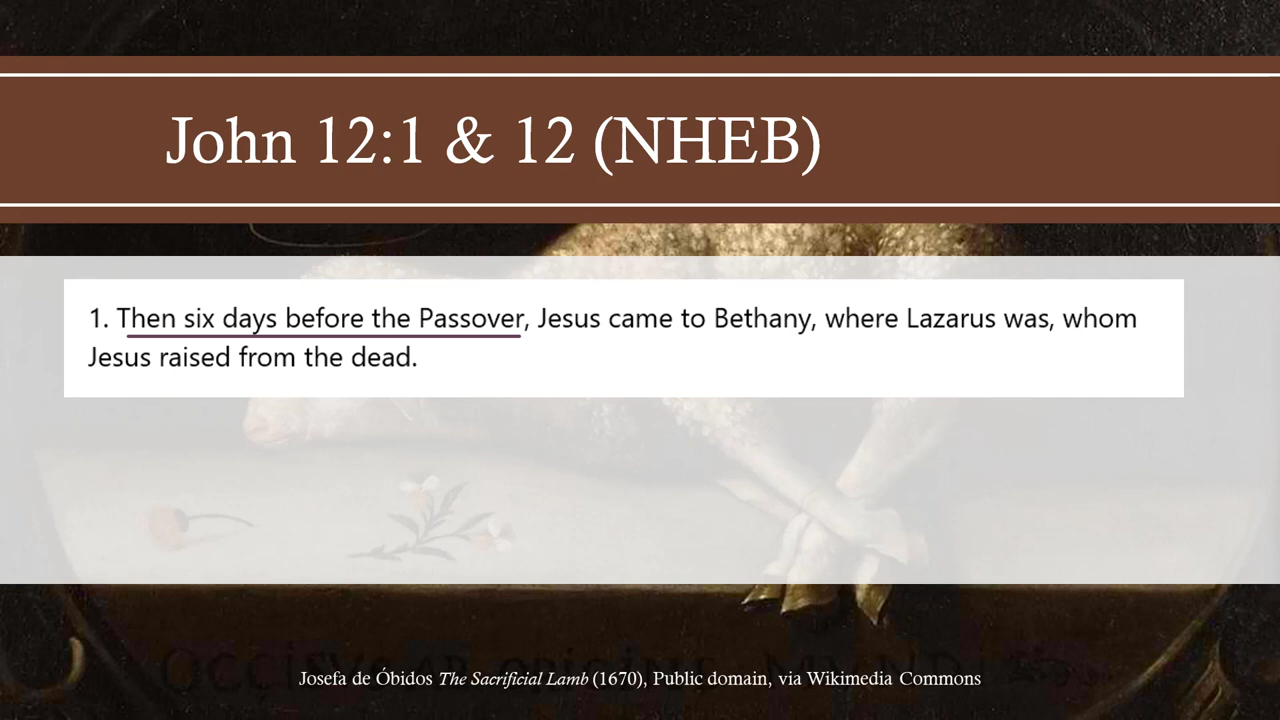 John 12:1 & 12 (NHEB)
1. Then six days before the Passover, Jesus came to Bethany, where Lazarus was, whom
Jesus raised from the dead.
Josefa de Óbidos The Sacrificial Lamb (1670), Public domain, via Wikimedia Commons